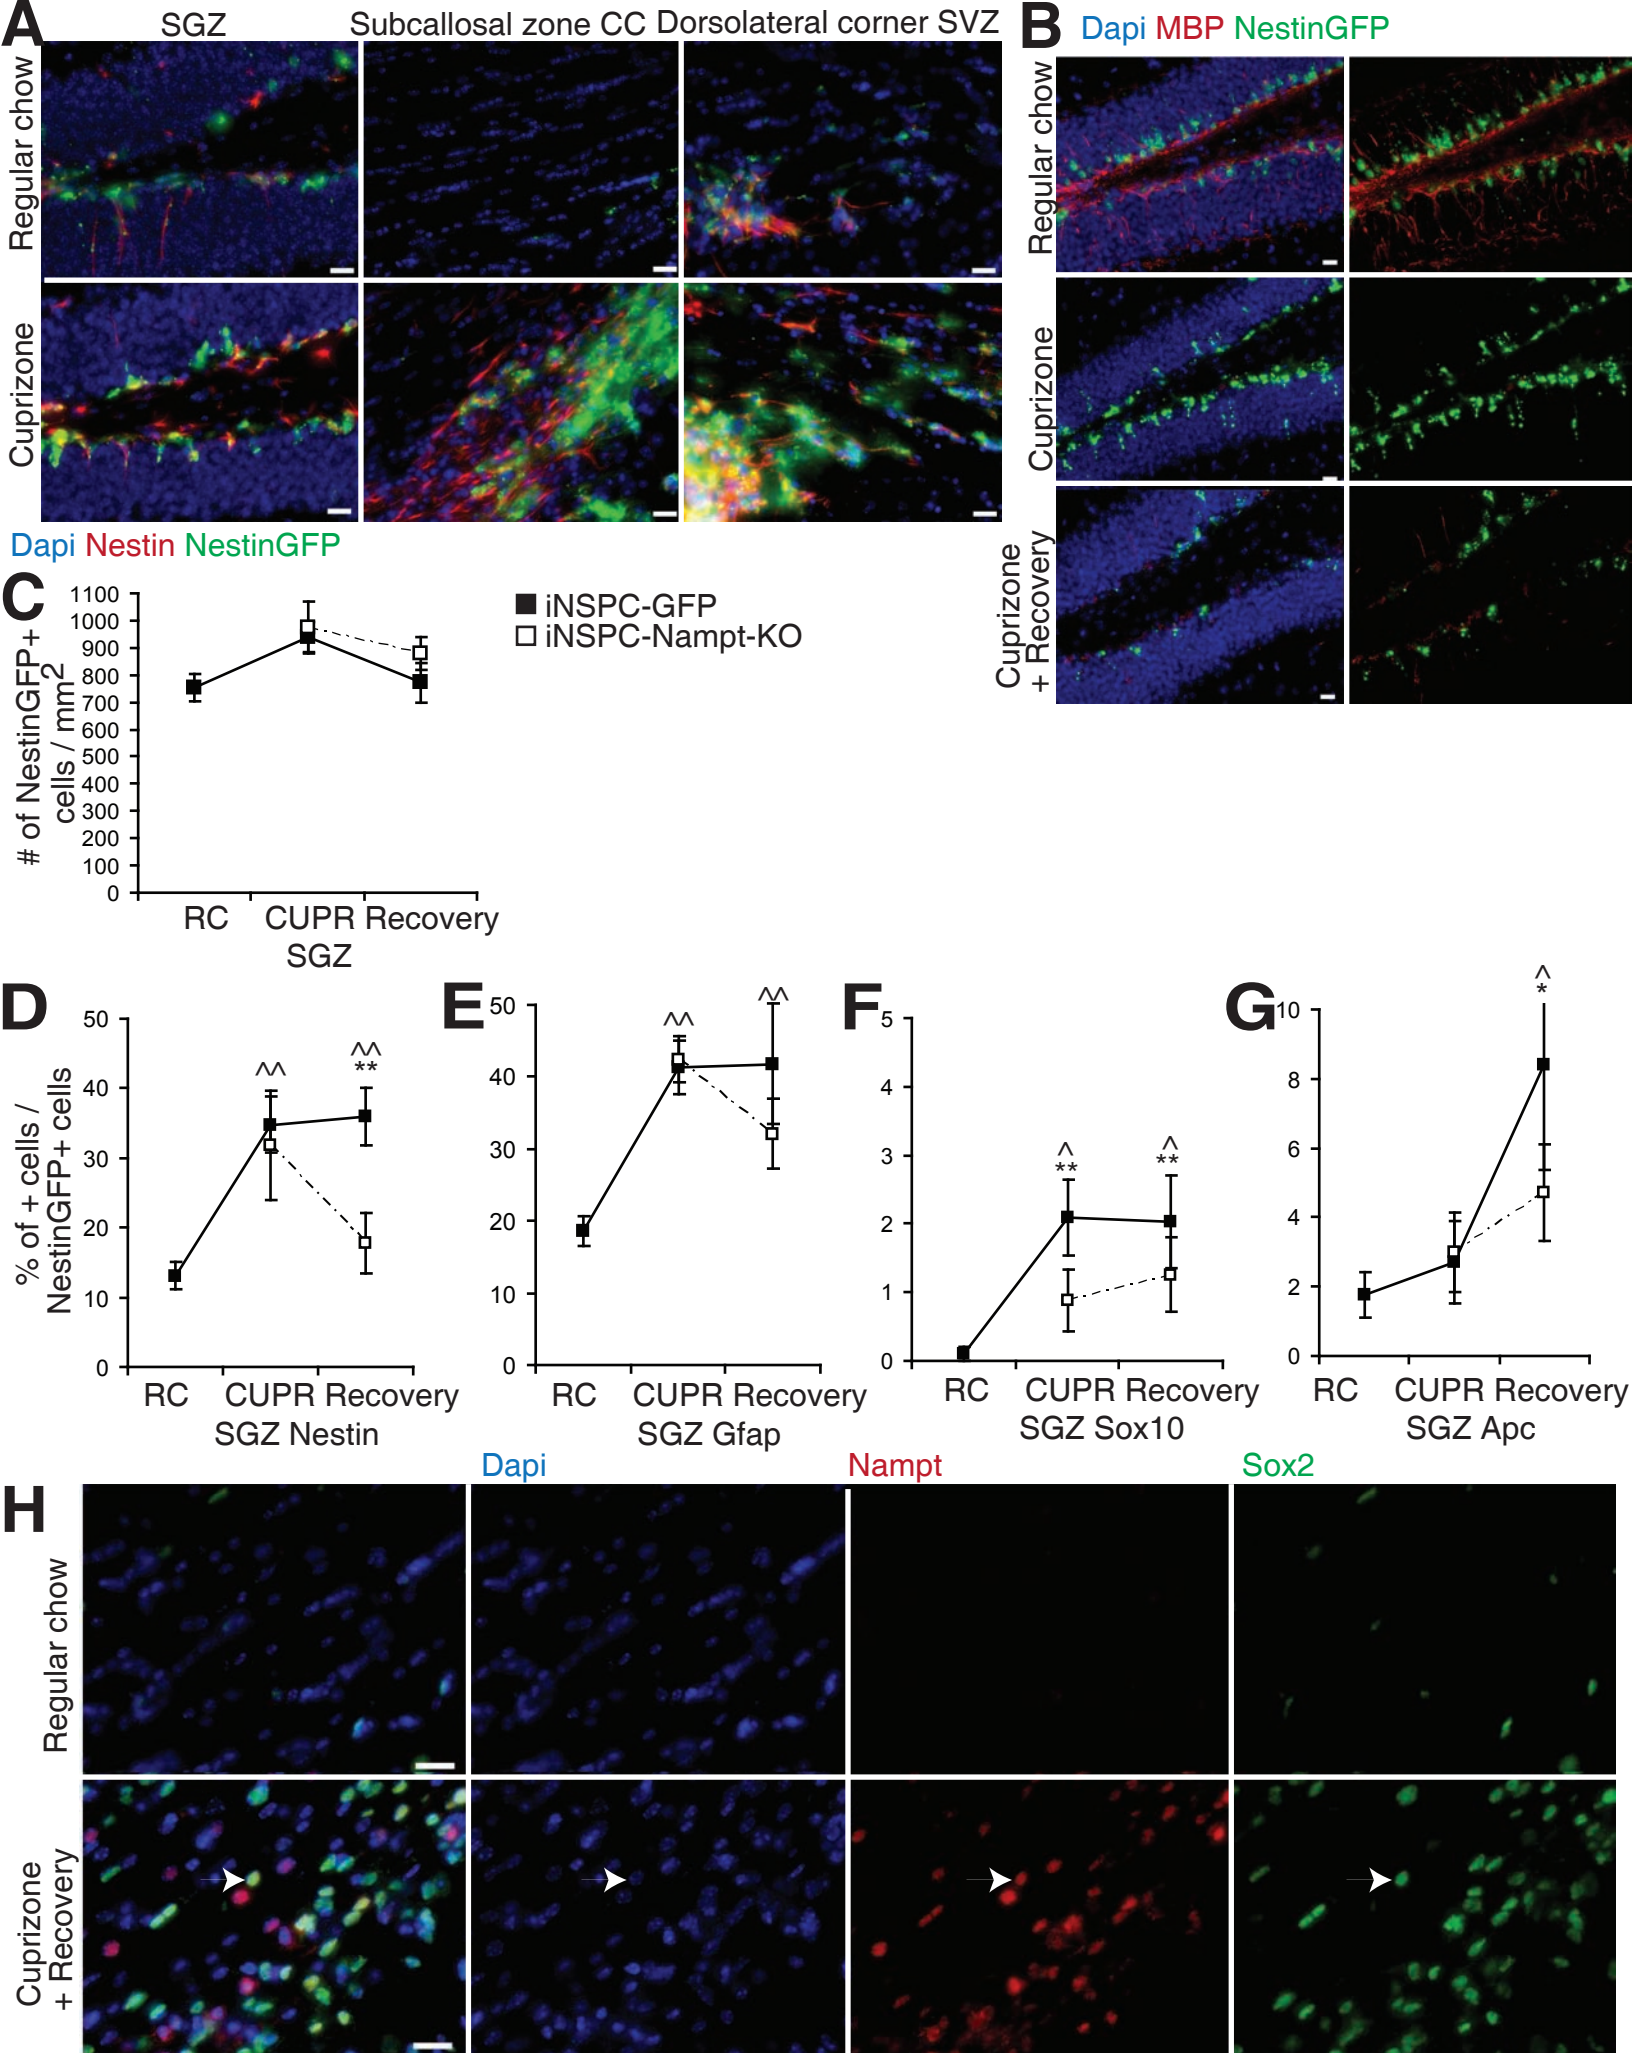 A
SGZ
Subcallosal zone CC
Dorsolateral corner SVZ
Regular chow
Cuprizone
Dapi Nestin NestinGFP
B
Dapi MBP NestinGFP
Regular chow
Cuprizone
Cuprizone
+ Recovery
C
# of NestinGFP+
cells / mm2
1100
1000
900
800
700
600
500
400
300
200
100
0
RC CUPR Recovery
SGZ
iNSPC-GFP
iNSPC-Nampt-KO
D
% of + cells /
NestinGFP+ cells
50
40
30
20
10
0
^^
^^
**
RC CUPR Recovery
SGZ Nestin
E
50
40
30
20
10
0
^^
^^
RC CUPR Recovery
SGZ Gfap
F
5
4
3
2
1
0
^
**
^
**
RC CUPR Recovery
SGZ Sox10
G
10
8
6
4
2
0
^
*
RC CUPR Recovery
SGZ Apc
H
Dapi
Nampt
Sox2
Regular chow
Cuprizone
+ Recovery